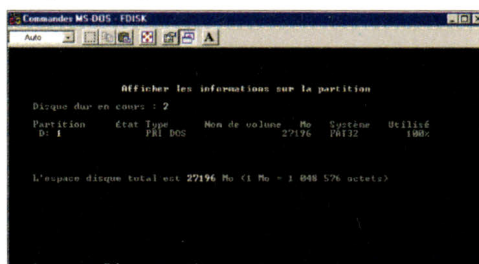 Commandes MS-DOS - FDISK
Auto
A
Afficher les informations sur la partition
Disque dur en cours : 2
Partition État Type Nom de volume Mo Système Utilisé
D: 1 PRI DOS 27196 FAT32 100%
L'espace disque total est 27196 Mo (1 Mo = 1 048 576 octets)